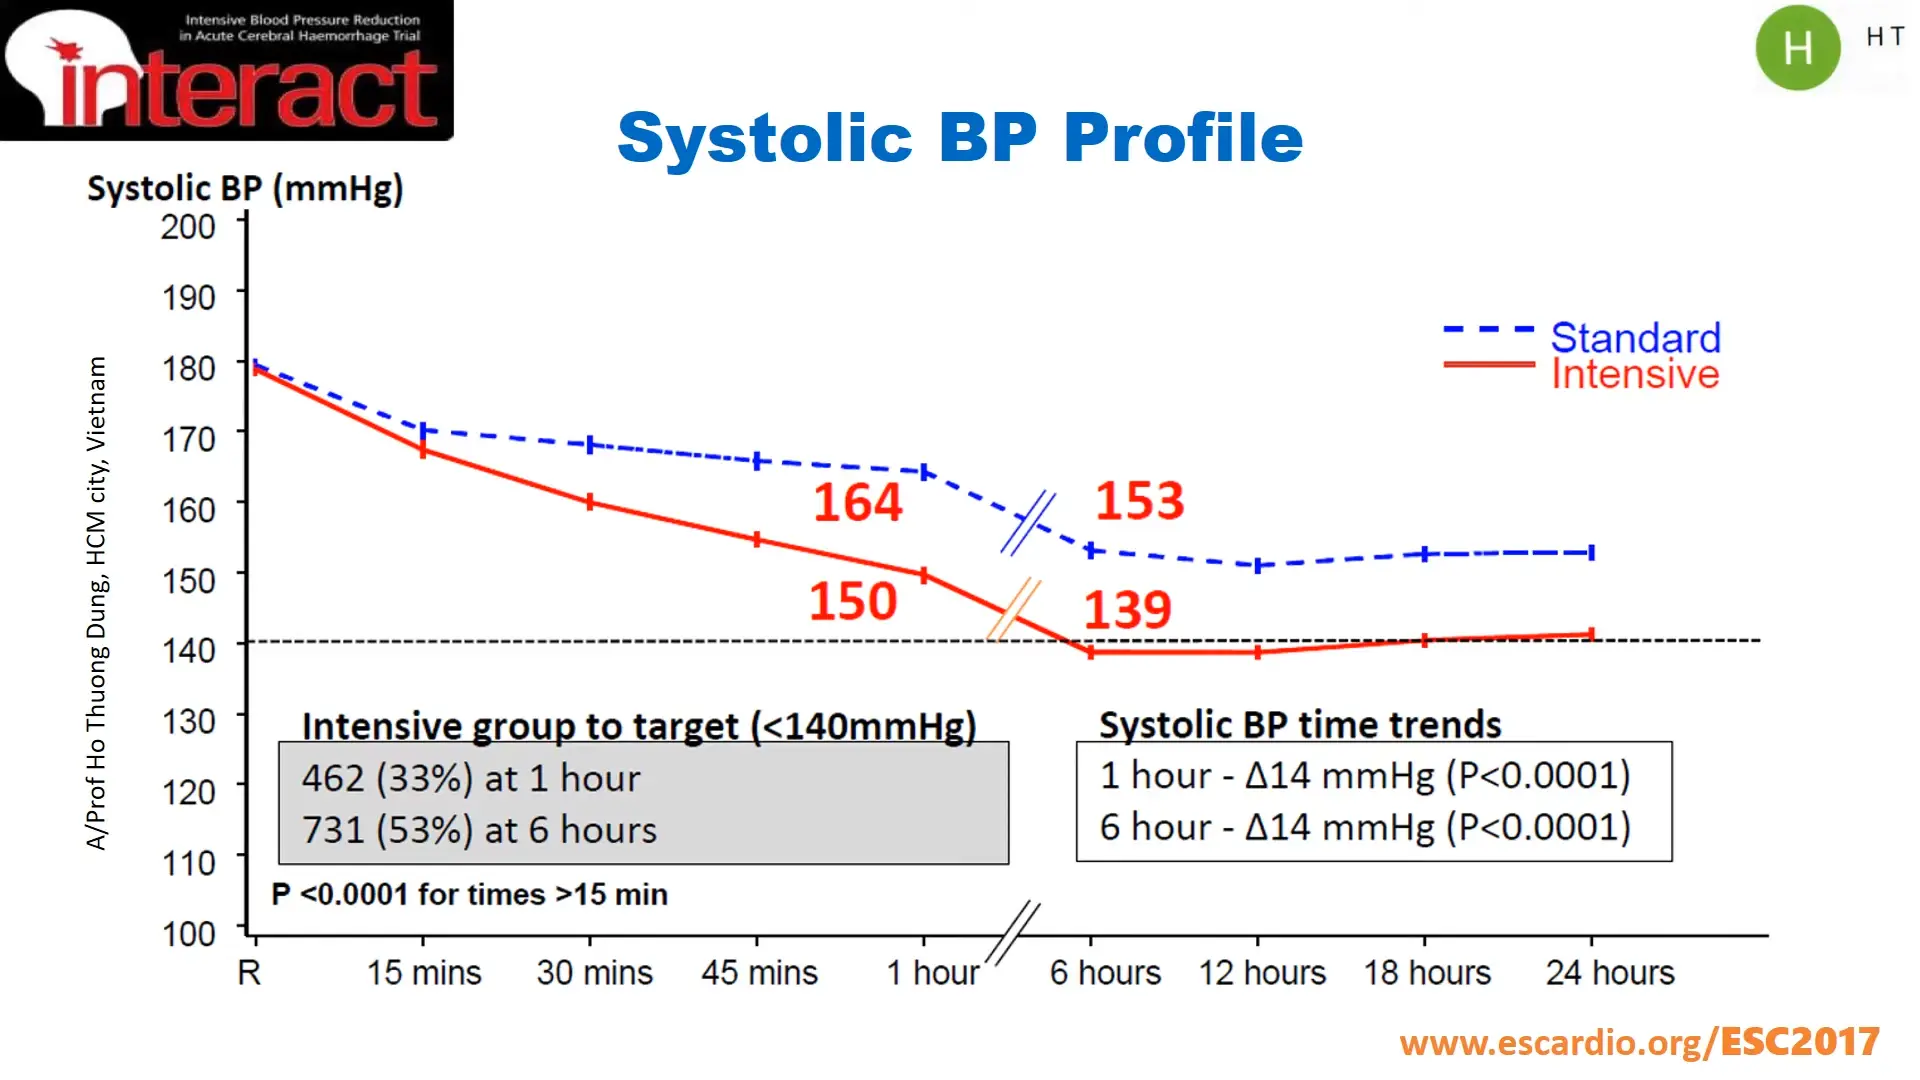 Intensive Blood Pressure Reduction
in Acute Cerebral Haemorrhage Trial
interact
H
H T
Systolic BP Profile
Systolic BP (mmHg)
200
190
180
170
160
150
140
130
120
110
100
A/Prof Ho Thuong Dung, HCM city, Vietnam
Standard
Intensive
164
153
150
139
Intensive group to target (<140mmHg)
462 (33%) at 1 hour
731 (53%) at 6 hours
P <0.0001 for times >15 min
Systolic BP time trends
1 hour - Δ14 mmHg (P<0.0001)
6 hour - Δ14 mmHg (P<0.0001)
R 15 mins 30 mins 45 mins 1 hour 6 hours 12 hours 18 hours 24 hours
www.escardio.org/ESC2017